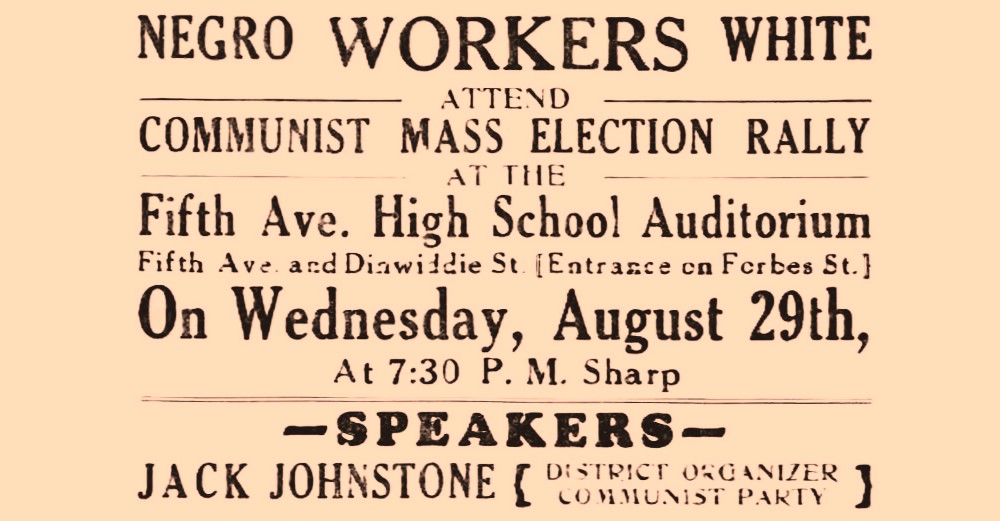 NEGRO WORKERS WHITE
ATTEND
COMMUNIST MASS ELECTION RALLY
AT THE
Fifth Ave. High School Auditorium
Fifth Ave. and Dinwiddie St. [Entrance on Forbes St.]
On Wednesday, August 29th,
At 7:30 P. M. Sharp
—SPEAKERS—
JACK JOHNSTONE [ DISTRICT ORGANIZER
COMMUNIST PARTY ]